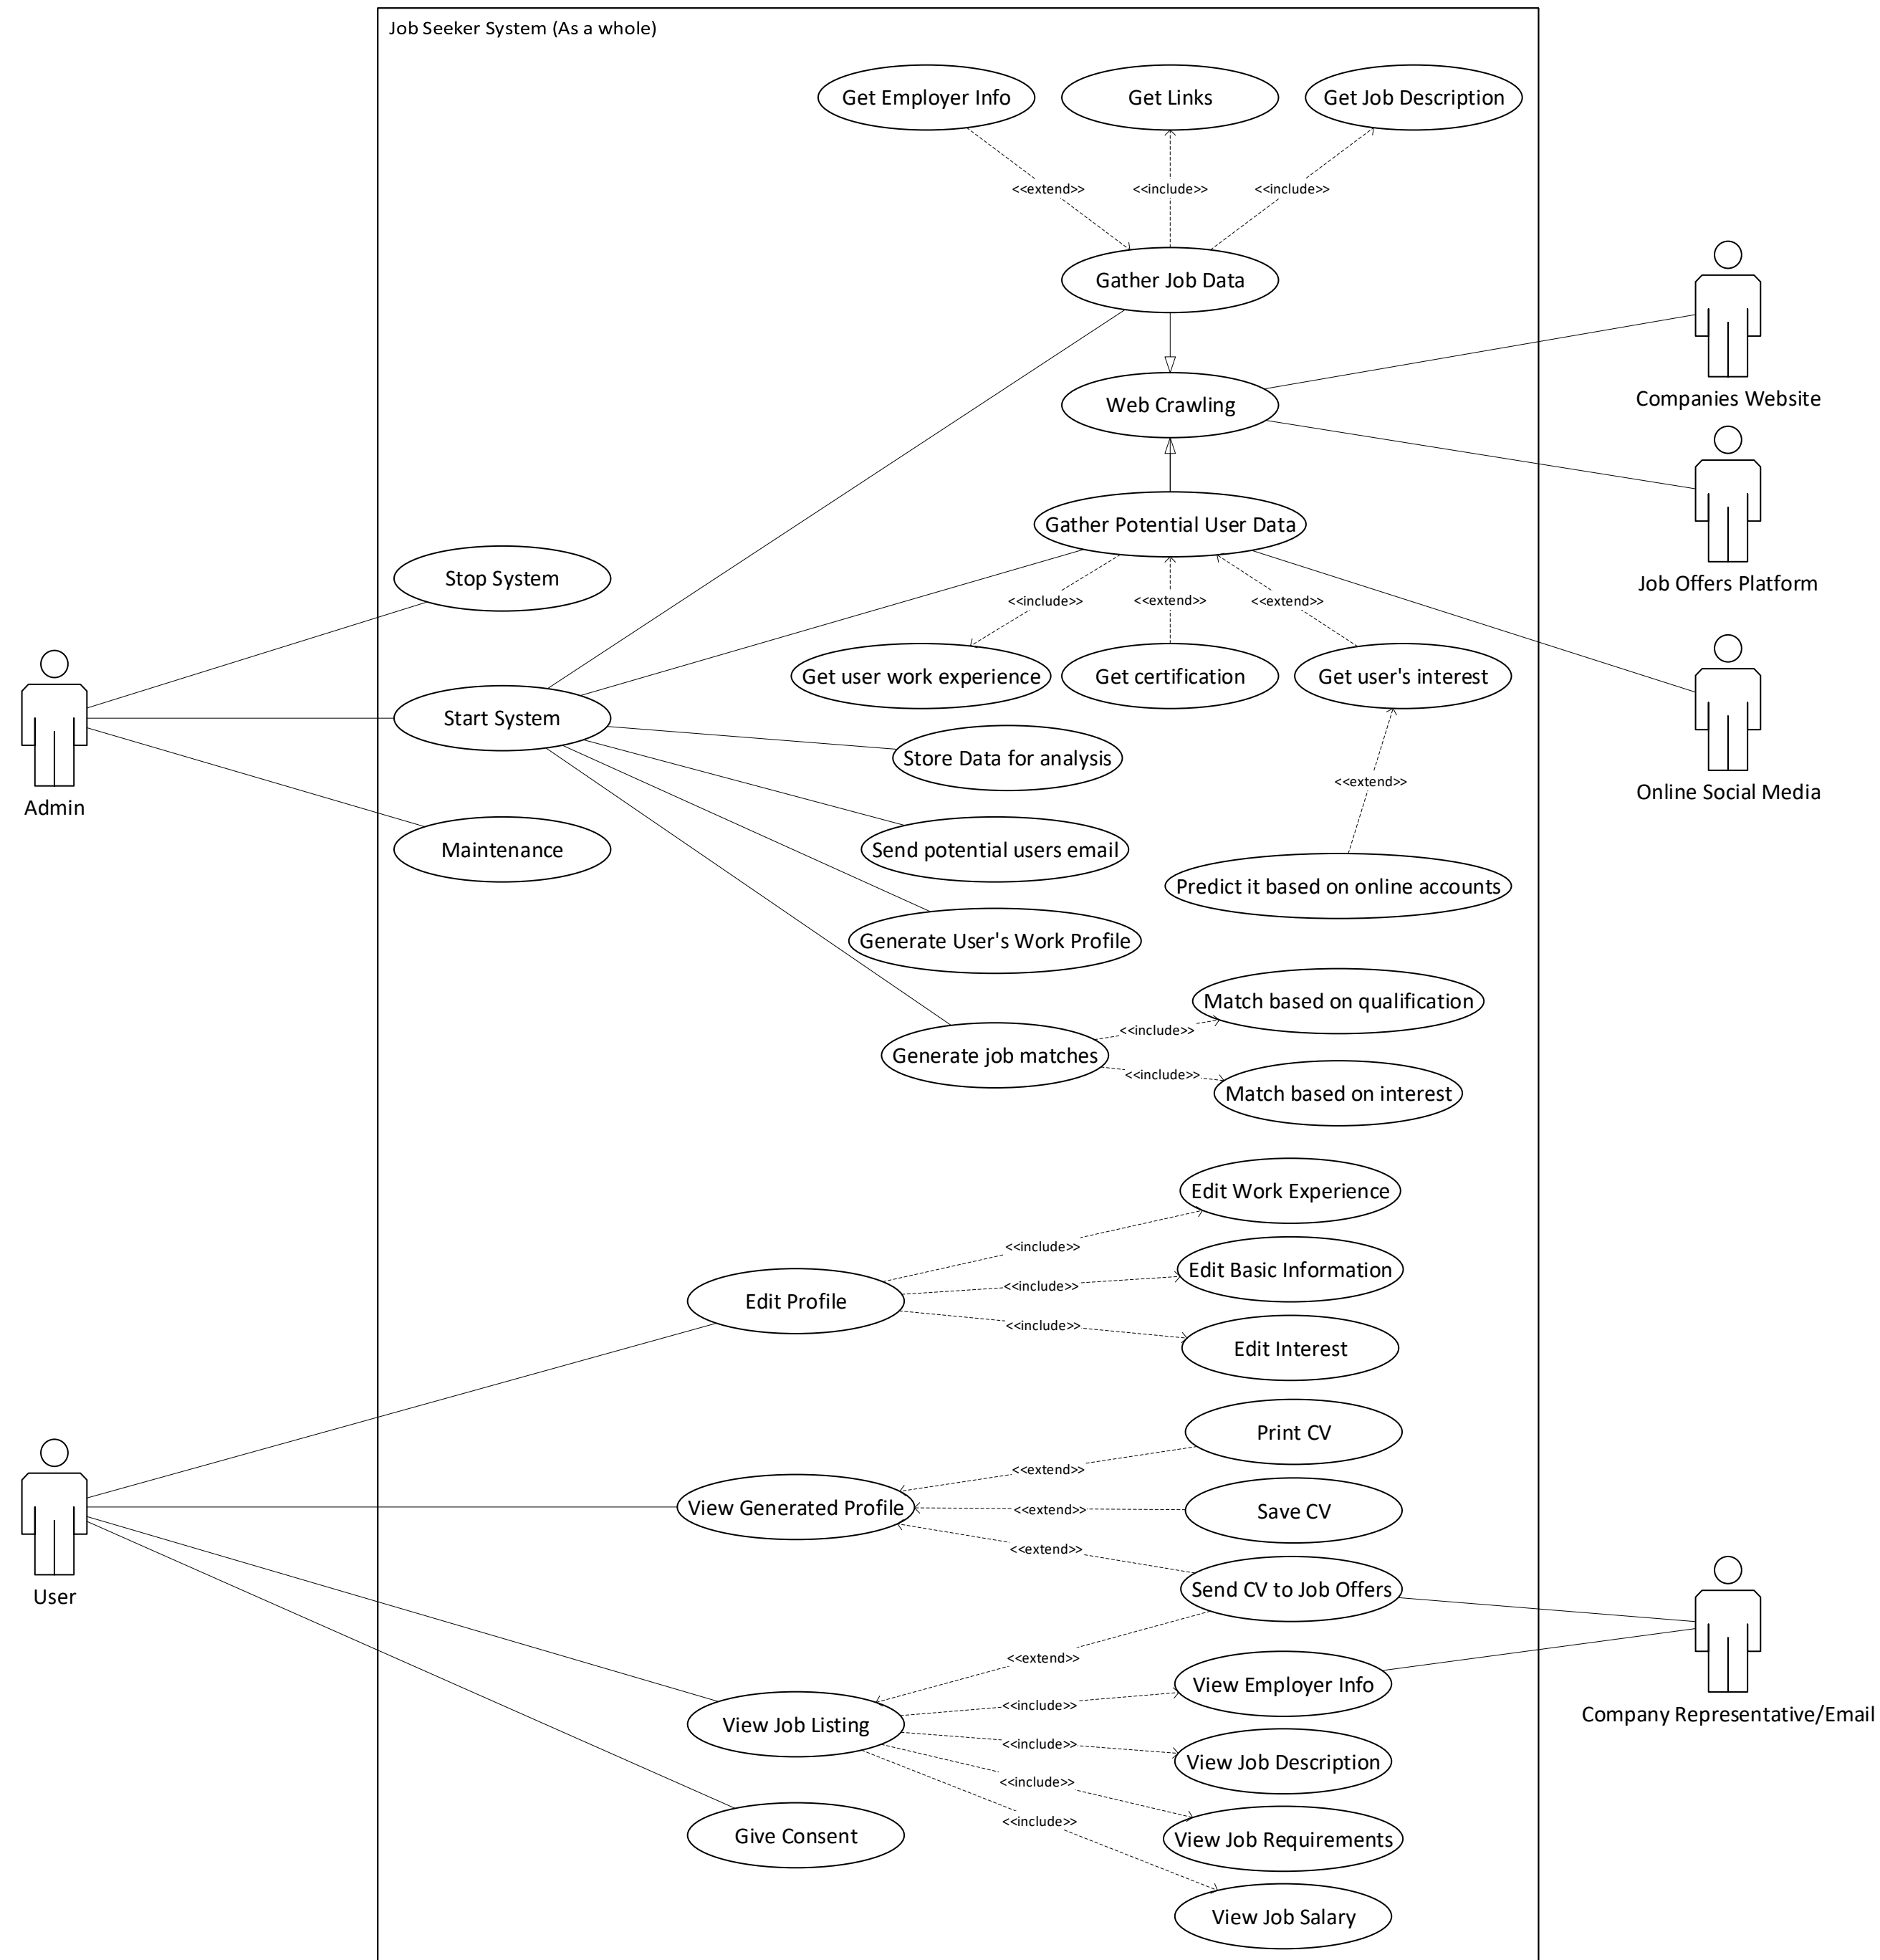 Job Seeker System (As a whole)
Get Employer Info
Get Links
Get Job Description
<<extend>>
<<include>>
<<include>>
Gather Job Data
Web Crawling
Companies Website
Gather Potential User Data
Job Offers Platform
Stop System
<<include>>
<<extend>>
<<extend>>
Get user work experience
Get certification
Get user's interest
Start System
Store Data for analysis
<<extend>>
Online Social Media
Admin
Maintenance
Send potential users email
Predict it based on online accounts
Generate User's Work Profile
Match based on qualification
<<include>>
Generate job matches
<<include>>
Match based on interest
Edit Work Experience
<<include>>
Edit Basic Information
<<include>>
Edit Profile
<<include>>
Edit Interest
Print CV
<<extend>>
View Generated Profile
<<extend>>
Save CV
<<extend>>
Send CV to Job Offers
User
<<extend>>
View Employer Info
<<include>>
Company Representative/Email
View Job Listing
<<include>>
View Job Description
<<include>>
<<include>>
Give Consent
View Job Requirements
View Job Salary